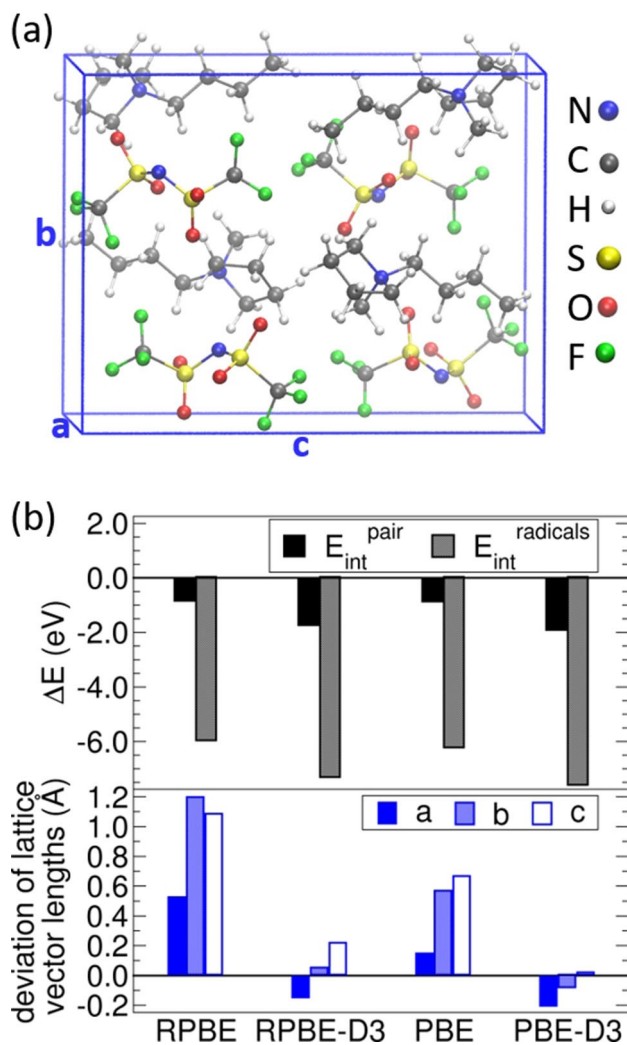 (a)
b
a
c
N
C
H
S
O
F
(b)
E_int^pair E_int^radicals
ΔE (eV)
2.0
0.0
-2.0
-4.0
-6.0
a b c
deviation of lattice
vector lengths (Å)
1.2
1.0
0.8
0.6
0.4
0.2
0.0
-0.2
RPBE RPBE-D3 PBE PBE-D3